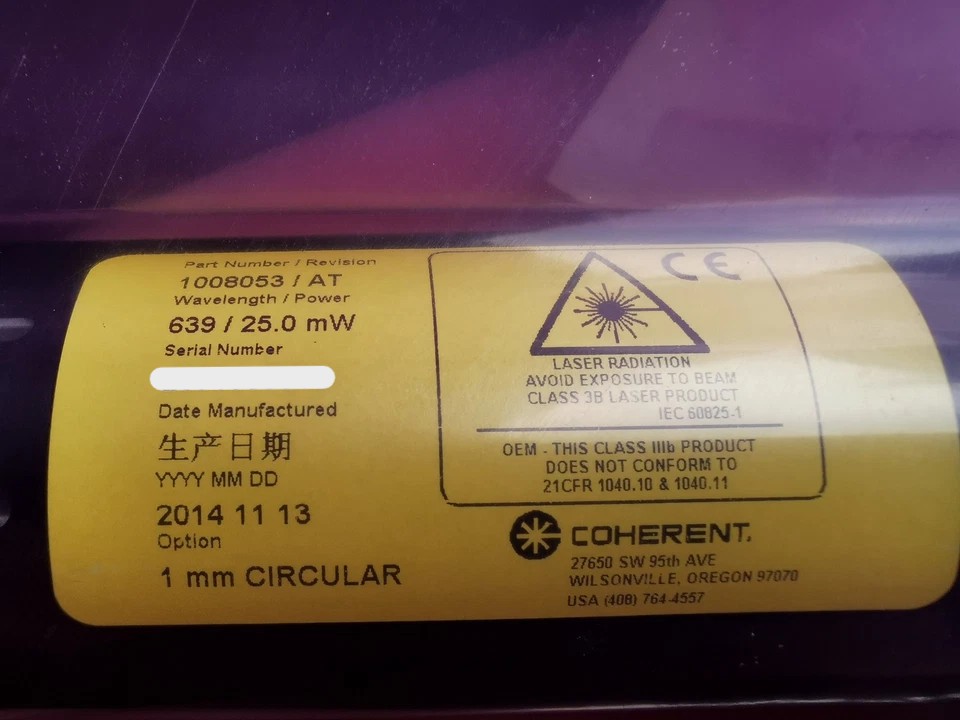 Part Number / Revision
1008053 / AT
Wavelength / Power
639 / 25.0 mW
Serial Number
Date Manufactured
生产日期
YYYY MM DD
2014 11 13
Option
1 mm CIRCULAR
CE
LASER RADIATION
AVOID EXPOSURE TO BEAM
CLASS 3B LASER PRODUCT
IEC 60825-1
OEM - THIS CLASS IIIb PRODUCT
DOES NOT CONFORM TO
21CFR 1040.10 & 1040.11
COHERENT.
27650 SW 95th AVE
WILSONVILLE, OREGON 97070
USA (408) 764-4557